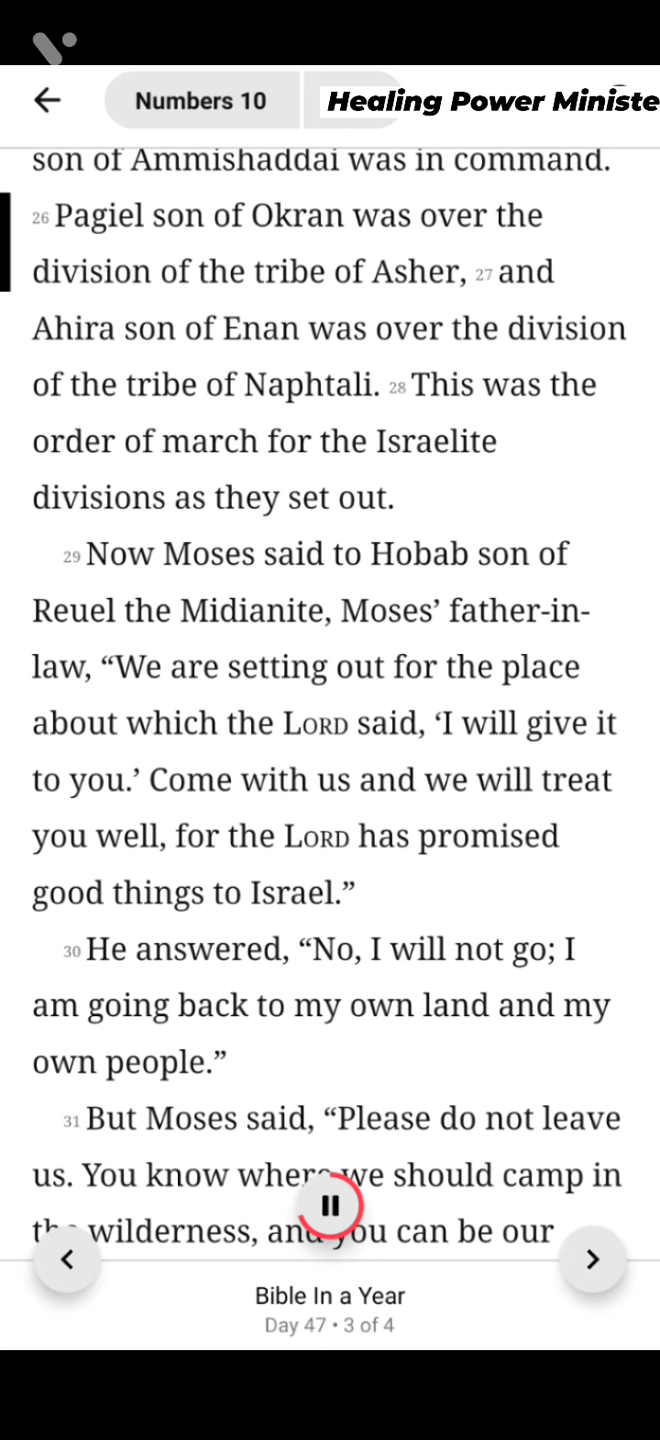 Numbers 10
Healing Power Ministe
son of Ammishaddai was in command.
26 Pagiel son of Okran was over the
division of the tribe of Asher, 27 and
Ahira son of Enan was over the division
of the tribe of Naphtali. 28 This was the
order of march for the Israelite
divisions as they set out.
29 Now Moses said to Hobab son of
Reuel the Midianite, Moses’ father-in-
law, “We are setting out for the place
about which the LORD said, ‘I will give it
to you.’ Come with us and we will treat
you well, for the LORD has promised
good things to Israel.”
30 He answered, “No, I will not go; I
am going back to my own land and my
own people.”
31 But Moses said, “Please do not leave
us. You know where we should camp in
the wilderness, and you can be our
Bible In a Year
Day 47 • 3 of 4